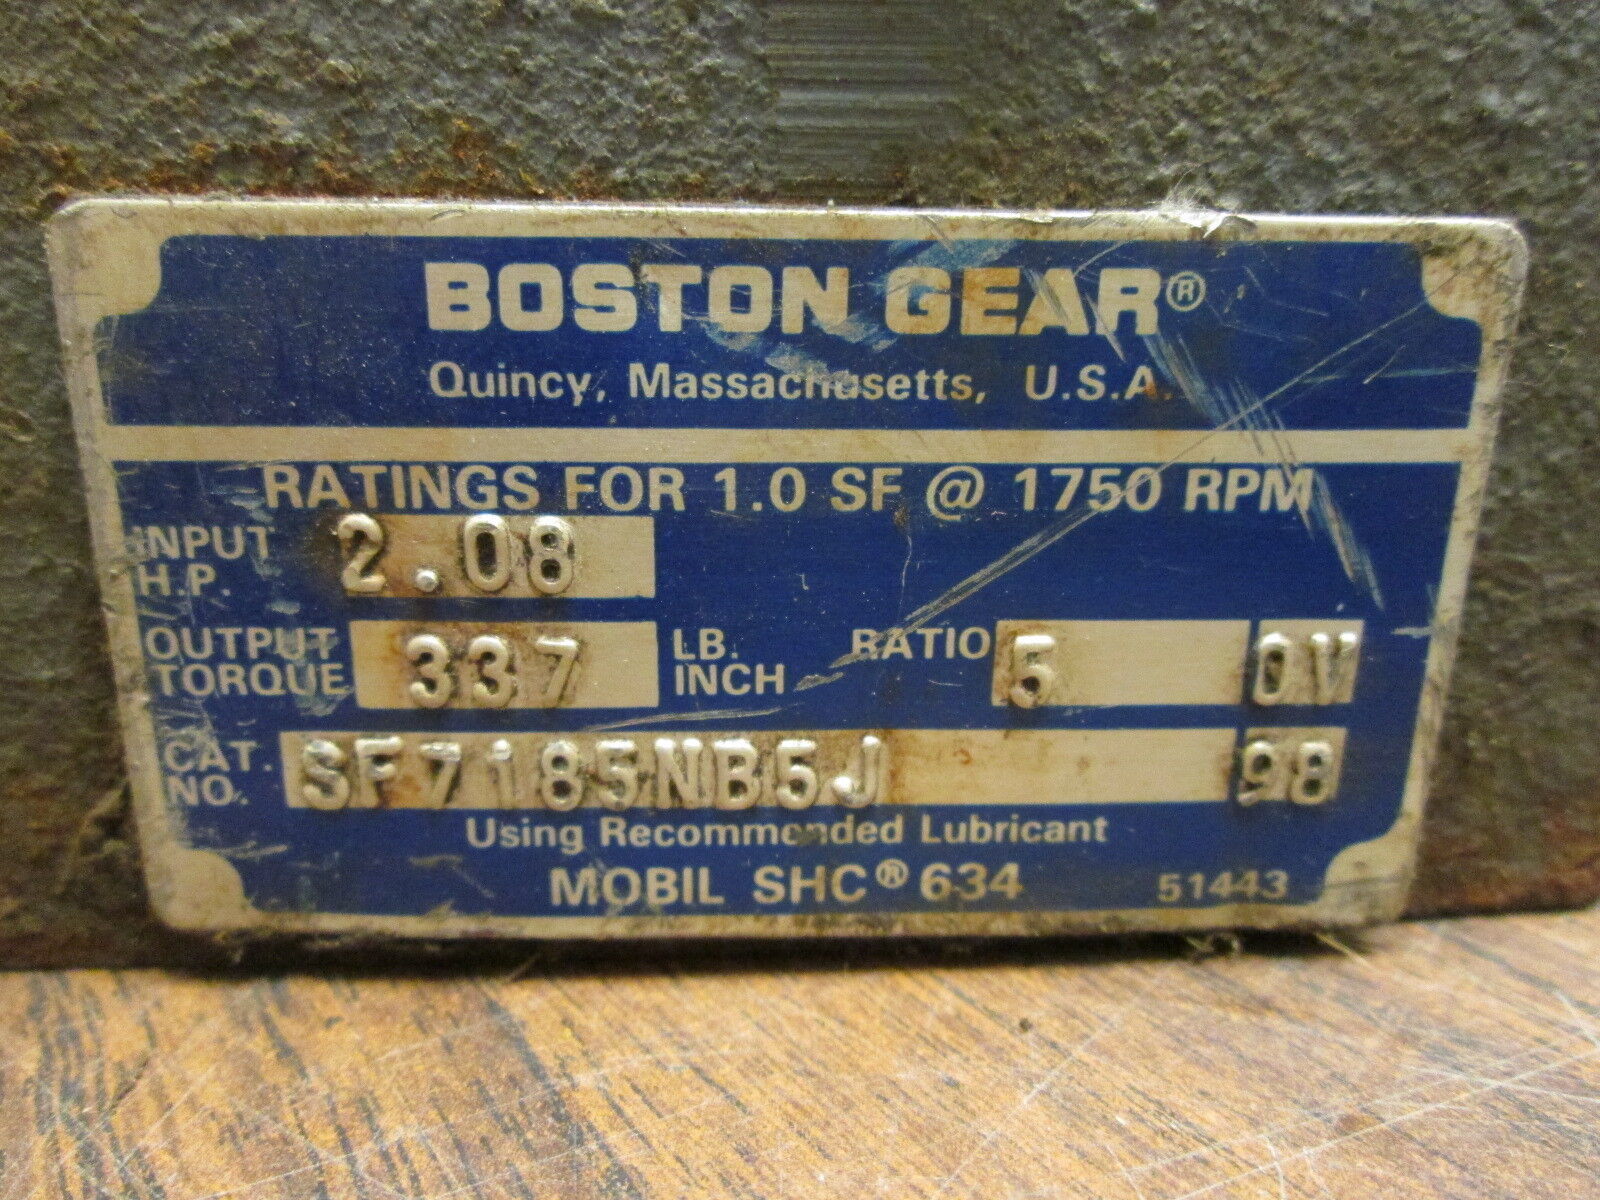 BOSTON GEAR®
Quincy, Massachusetts, U.S.A.
RATINGS FOR 1.0 SF @ 1750 RPM
INPUT H.P. 2.08
OUTPUT TORQUE 337 LB. INCH RATIO 5 0V
CAT. NO. SF7185NB5J 98
Using Recommended Lubricant
MOBIL SHC® 634 51443